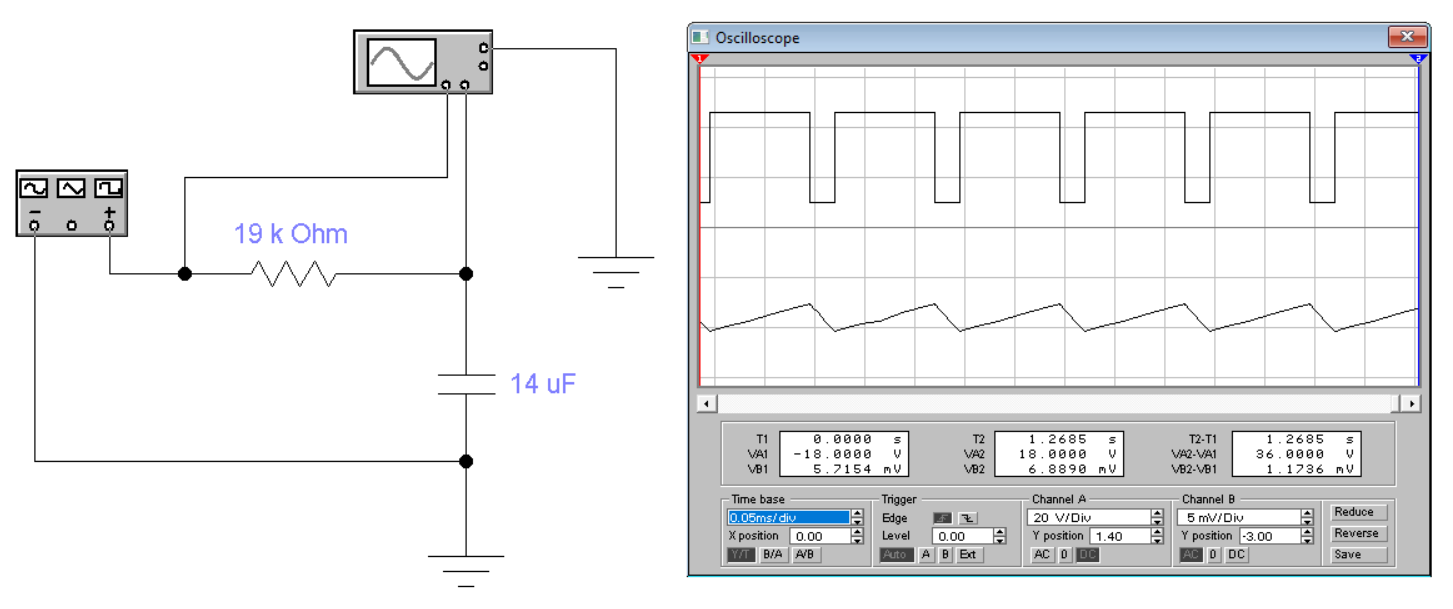 − +
19 k Ohm
14 uF
Oscilloscope
1 2
T1 0.0000 s
VA1 -18.0000 V
VB1 5.7154 mV
T2 1.2685 s
VA2 18.0000 V
VB2 6.8890 mV
T2-T1 1.2685 s
VA2-VA1 36.0000 V
VB2-VB1 1.1736 mV
Time base
0.05ms/div
X position 0.00
Y/T B/A A/B
Trigger
Edge
Level 0.00
Auto A B Ext
Channel A
20 V/Div
Y position 1.40
AC 0 DC
Channel B
5 mV/Div
Y position -3.00
AC 0 DC
Reduce
Reverse
Save